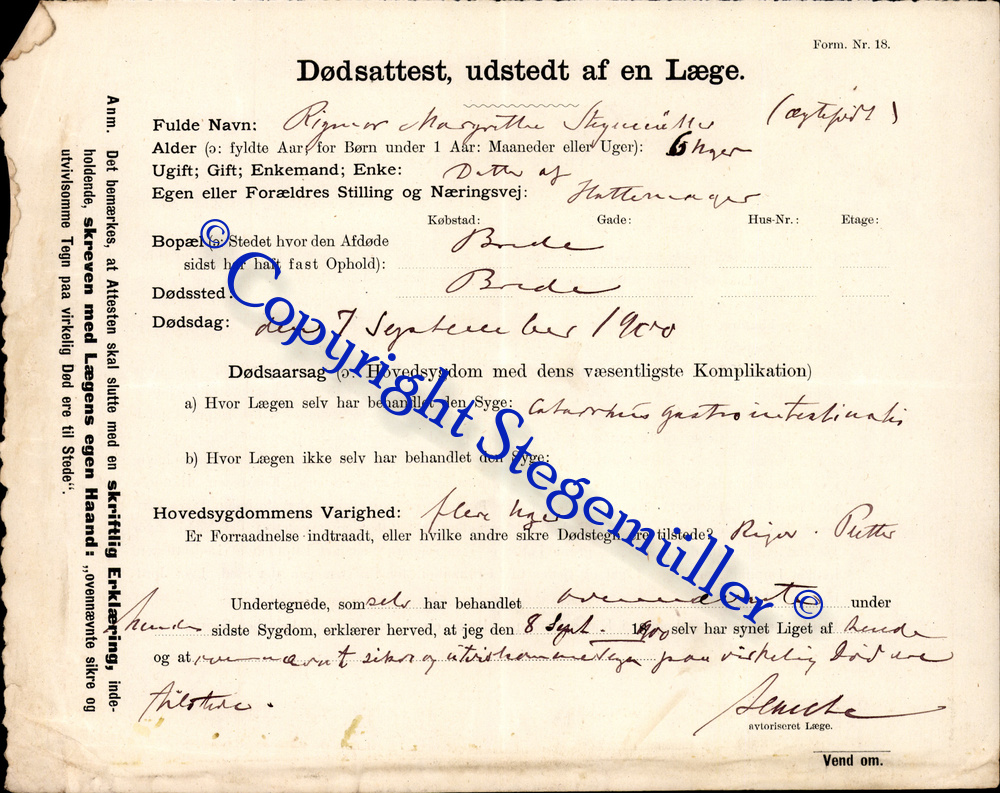 Form. Nr. 18.
Dødsattest, udstedt af en Læge.
Fulde Navn: Rigmor Margrethe Stegemüller (ægtefødt)
Alder (ɔ: fyldte Aar; for Børn under 1 Aar: Maaneder eller Uger): 6 Uger
Ugift; Gift; Enkemand; Enke: Datter af
Egen eller Forældres Stilling og Næringsvej: Hattemager
Købstad: Gade: Hus-Nr.: Etage:
Bopæl (ɔ: Stedet hvor den Afdøde Brede
sidst har haft fast Ophold):
Dødssted: Brede
Dødsdag: den 7 September 1900
Dødsaarsag (ɔ: Hovedsygdom med dens væsentligste Komplikation)
a) Hvor Lægen selv har behandlet den Syge: Catarrhus gastrointestinalis
b) Hvor Lægen ikke selv har behandlet den Syge:
Hovedsygdommens Varighed: flere Uger
Er Forraadnelse indtraadt, eller hvilke andre sikre Dødstegn ere tilstede? Rigor. Pletter
Undertegnede, som selv har behandlet ovennævnte under
hendes sidste Sygdom, erklærer herved, at jeg den 8 Sept. 1900 selv har synet Liget af hende
og at ovennævnt sikre og utvivlsomme Tegn paa virkelig Død ere
tilstede.
avtoriseret Læge.
Vend om.
Anm. Det bemærkes, at Attesten skal slutte med en skriftlig Erklæring, inde-
holdende, skreven med Lægens egen Haand: „ovennævnte sikre og
utvivlsomme Tegn paa virkelig Død ere til Stede“.
© Copyright Stegemüller ©